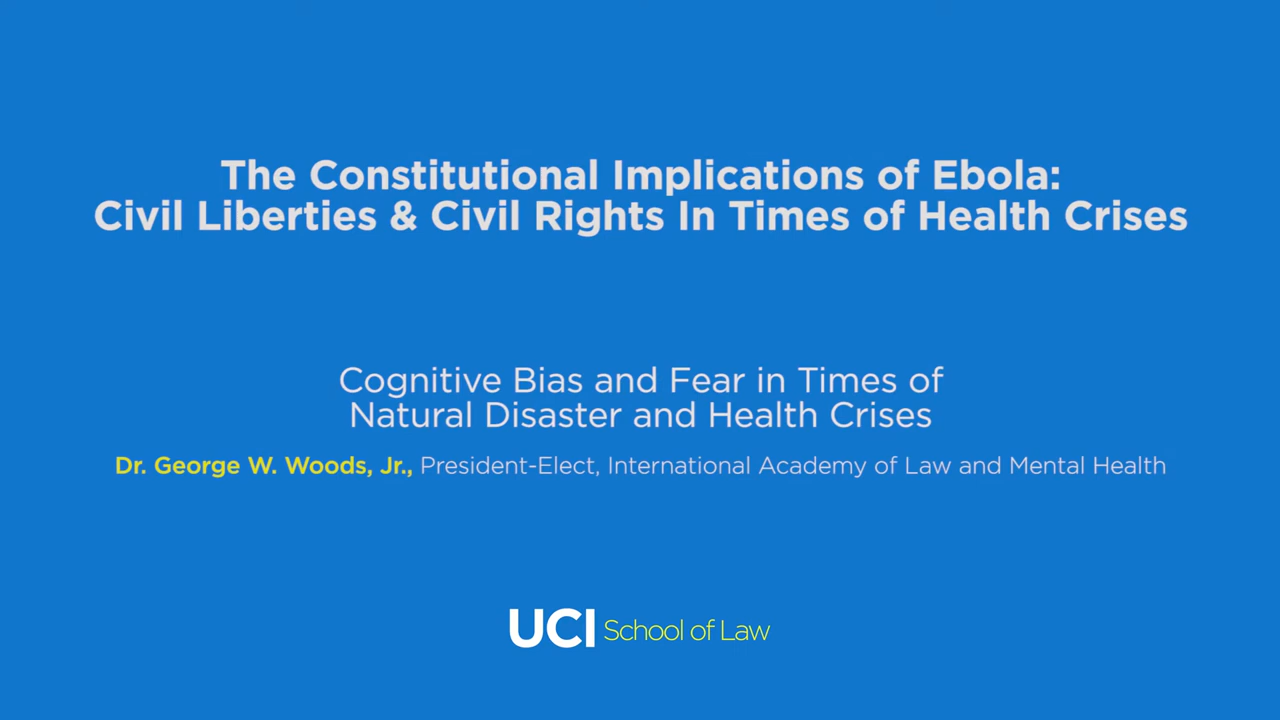 The Constitutional Implications of Ebola:
Civil Liberties & Civil Rights In Times of Health Crises
Cognitive Bias and Fear in Times of
Natural Disaster and Health Crises
Dr. George W. Woods, Jr., President-Elect, International Academy of Law and Mental Health
UCI School of Law